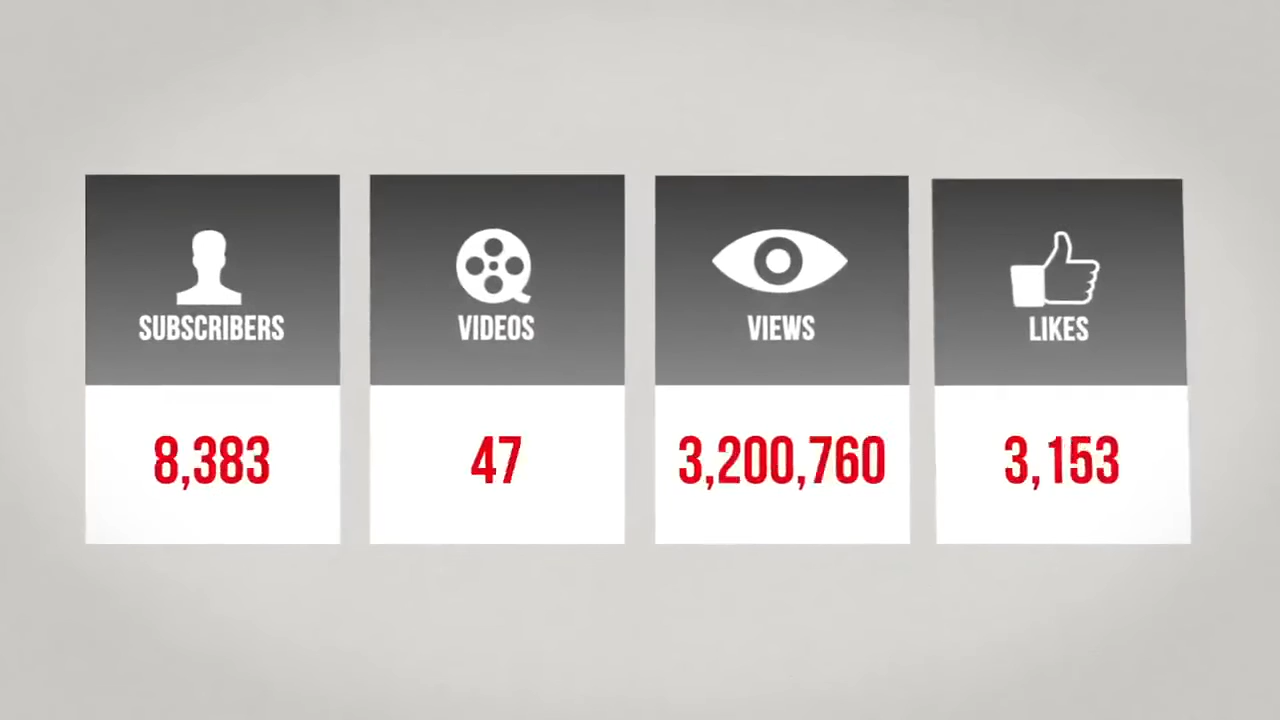 SUBSCRIBERS
8,383
VIDEOS
47
VIEWS
3,200,760
LIKES
3,153